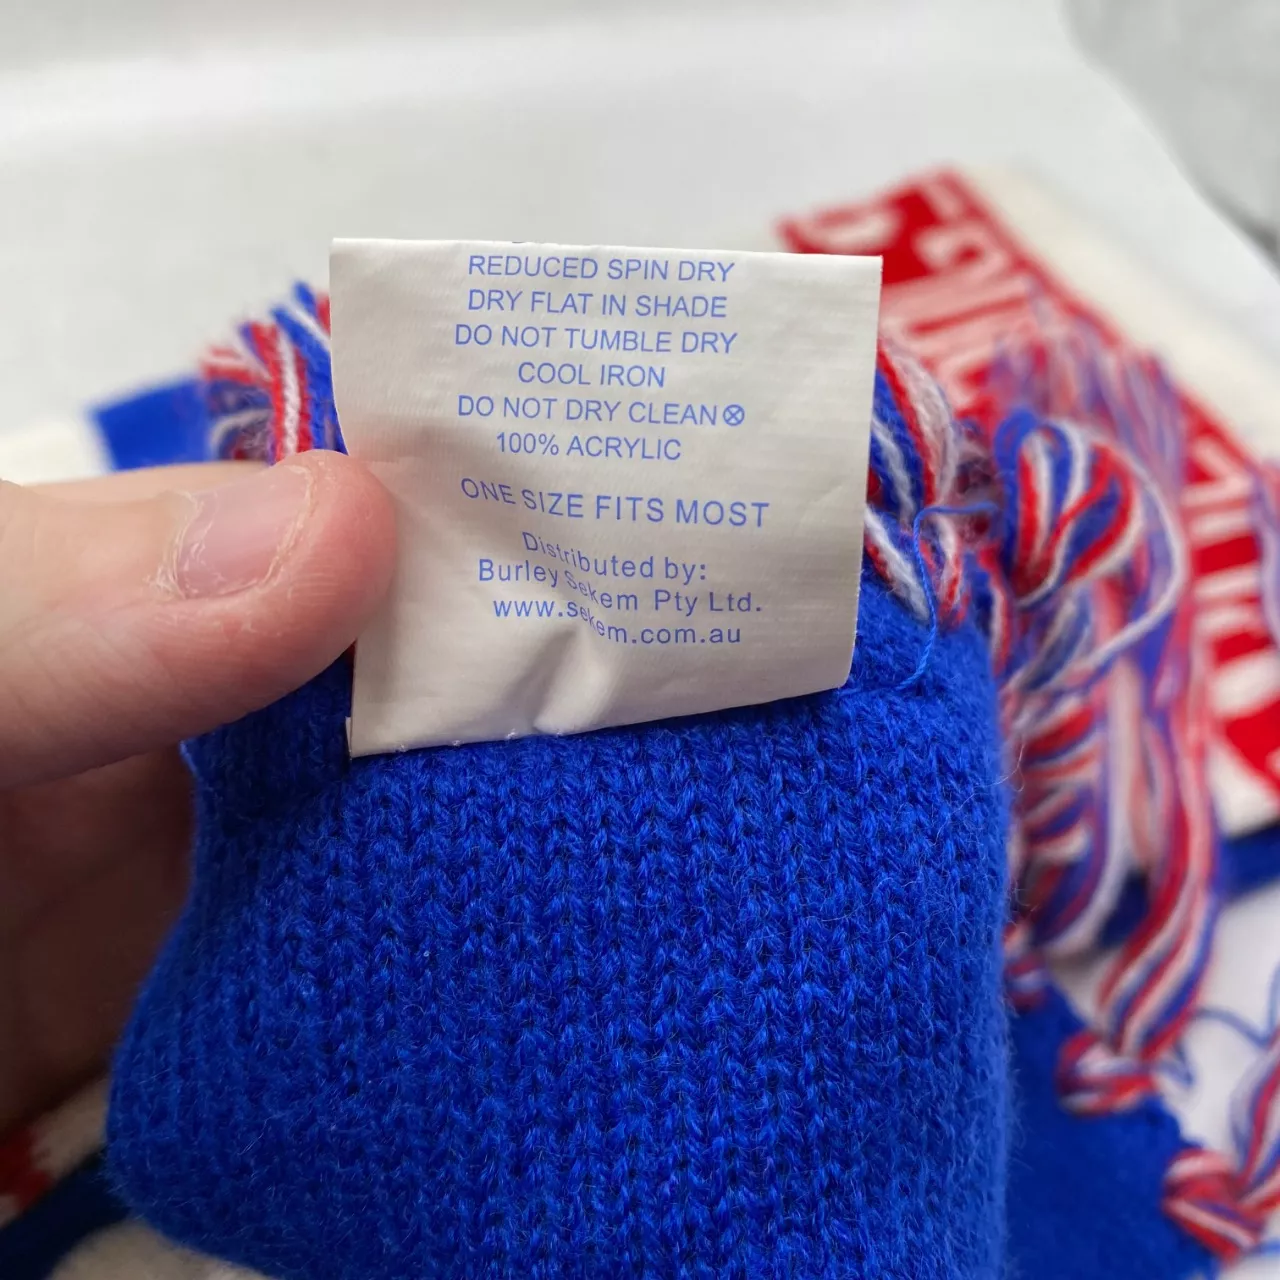 REDUCED SPIN DRY
DRY FLAT IN SHADE
DO NOT TUMBLE DRY
COOL IRON
DO NOT DRY CLEAN ⊗
100% ACRYLIC
ONE SIZE FITS MOST
Distributed by:
Burley Sekem Pty Ltd.
www.sekem.com.au